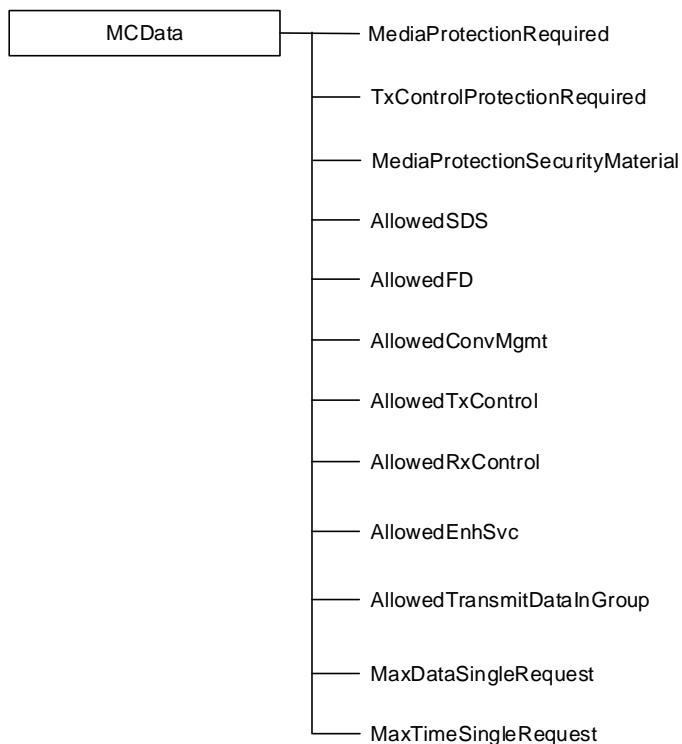 MCData
MediaProtectionRequired
TxControlProtectionRequired
MediaProtectionSecurityMaterial
AllowedSDS
AllowedFD
AllowedConvMgmt
AllowedTxControl
AllowedRxControl
AllowedEnhSvc
AllowedTransmitDataInGroup
MaxDataSingleRequest
MaxTimeSingleRequest